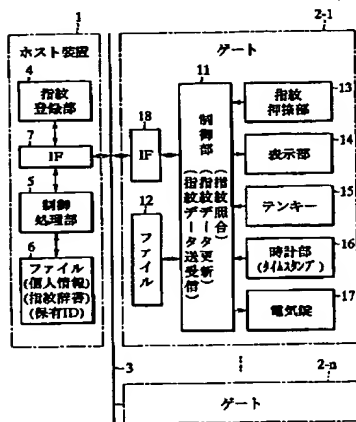 1
ホスト装置
4
指紋
登録部
7
IF
5
制御
処理部
6
ファイル
(個人情報)
(指紋辞書)
(保有ID)
2-1
ゲート
18
IF
12
ファイル
11
制御部
(指紋照合)
(指紋データ更新)
(指紋データ送受信)
13
指紋
押捺部
14
表示部
15
テンキー
16
時計部
(タイムスタンプ)
17
電気錠
3
2-n
ゲート